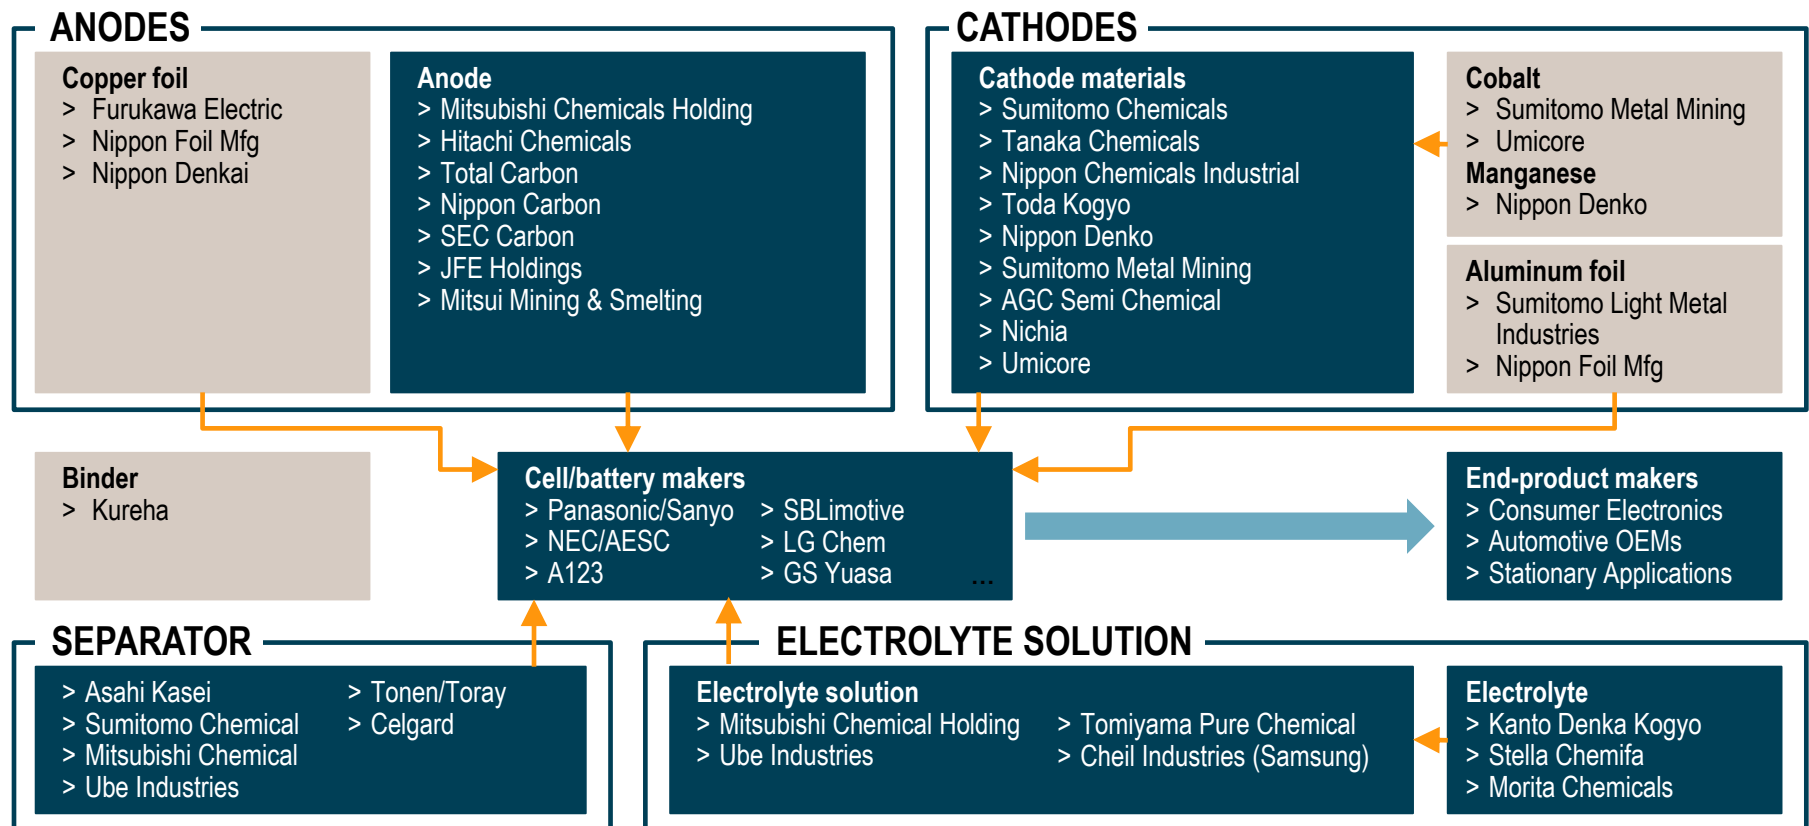 ANODES
Copper foil
> Furukawa Electric
> Nippon Foil Mfg
> Nippon Denkai
Anode
> Mitsubishi Chemicals Holding
> Hitachi Chemicals
> Total Carbon
> Nippon Carbon
> SEC Carbon
> JFE Holdings
> Mitsui Mining & Smelting
CATHODES
Cathode materials
> Sumitomo Chemicals
> Tanaka Chemicals
> Nippon Chemicals Industrial
> Toda Kogyo
> Nippon Denko
> Sumitomo Metal Mining
> AGC Semi Chemical
> Nichia
> Umicore
Cobalt
> Sumitomo Metal Mining
> Umicore
Manganese
> Nippon Denko
Aluminum foil
> Sumitomo Light Metal
Industries
> Nippon Foil Mfg
Binder
> Kureha
Cell/battery makers
> Panasonic/Sanyo
> NEC/AESC
> A123
> SBLimotive
> LG Chem
> GS Yuasa
...
End-product makers
> Consumer Electronics
> Automotive OEMs
> Stationary Applications
SEPARATOR
> Asahi Kasei
> Sumitomo Chemical
> Mitsubishi Chemical
> Ube Industries
> Tonen/Toray
> Celgard
ELECTROLYTE SOLUTION
Electrolyte solution
> Mitsubishi Chemical Holding
> Ube Industries
> Tomiyama Pure Chemical
> Cheil Industries (Samsung)
Electrolyte
> Kanto Denka Kogyo
> Stella Chemifa
> Morita Chemicals